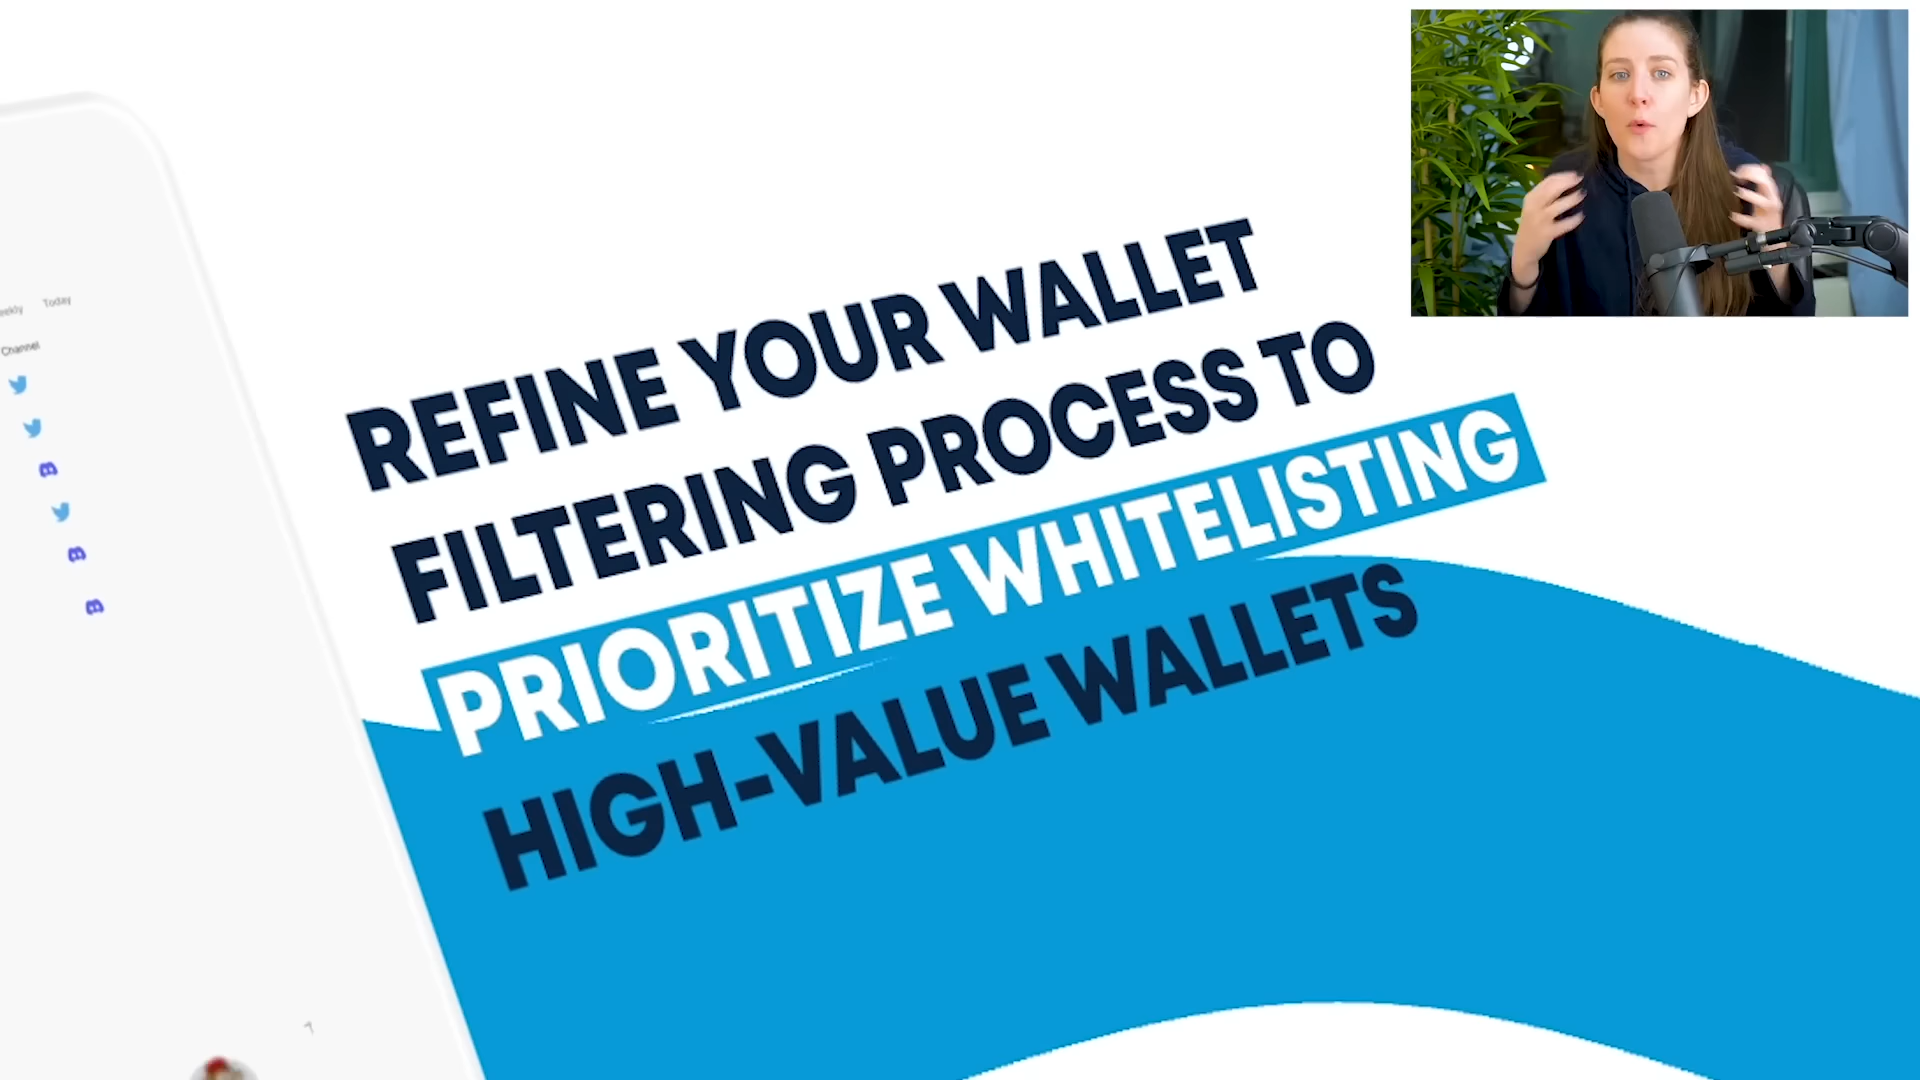 Today
Channel
REFINE YOUR WALLET
FILTERING PROCESS TO
PRIORITIZE WHITELISTING
HIGH-VALUE WALLETS